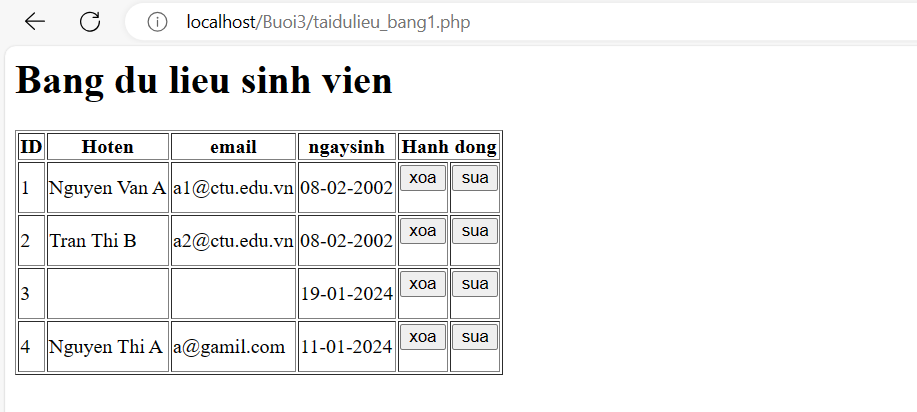 localhost/Buoi3/taidulieu_bang1.php
Bang du lieu sinh vien
ID Hoten email ngaysinh Hanh dong
1 Nguyen Van A a1@ctu.edu.vn 08-02-2002 xoa sua
2 Tran Thi B a2@ctu.edu.vn 08-02-2002 xoa sua
3 19-01-2024 xoa sua
4 Nguyen Thi A a@gamil.com 11-01-2024 xoa sua